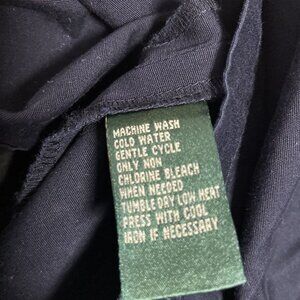 MACHINE WASH
COLD WATER
GENTLE CYCLE
ONLY NON
CHLORINE BLEACH
WHEN NEEDED
TUMBLE DAY LOW HEAT
PRESS WITH COOL
IRON IF NECESSARY